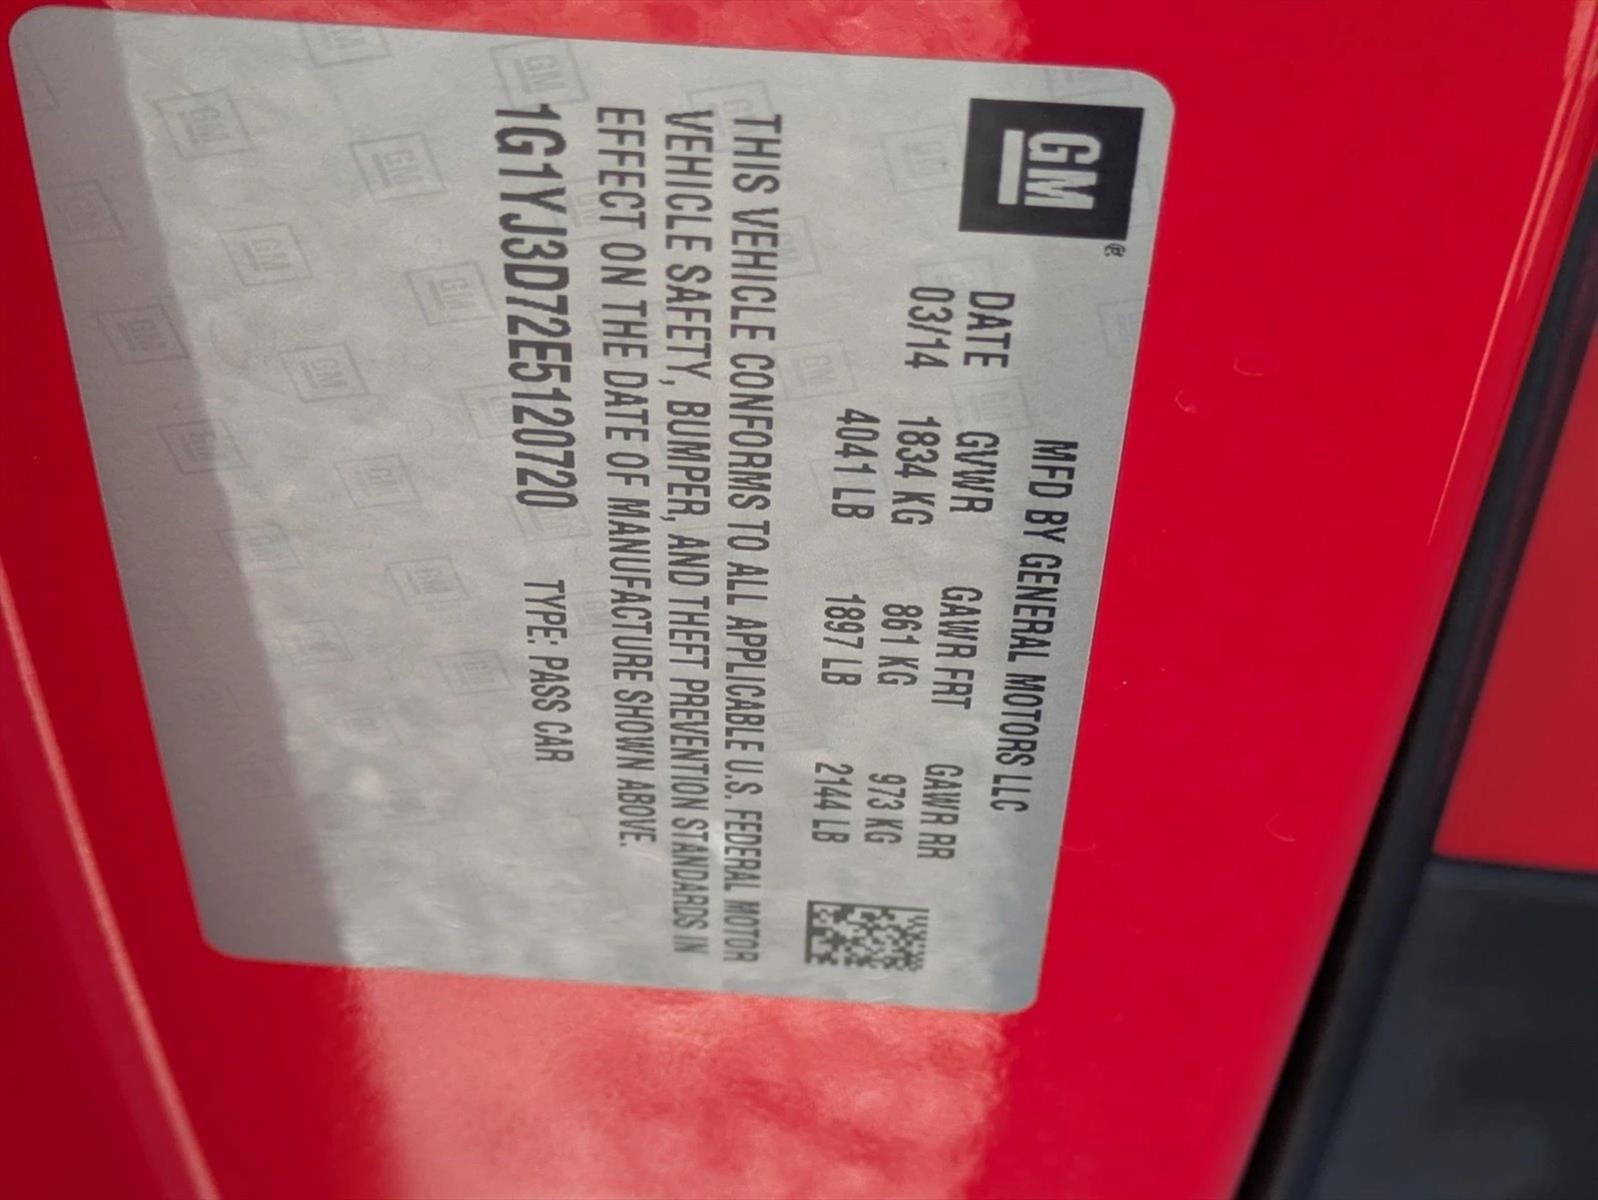 GM®
MFD BY GENERAL MOTORS LLC
DATE GVWR GAWR FRT GAWR RR
03/14 1834 KG 861 KG 973 KG
4041 LB 1897 LB 2144 LB
THIS VEHICLE CONFORMS TO ALL APPLICABLE U.S. FEDERAL MOTOR
VEHICLE SAFETY, BUMPER, AND THEFT PREVENTION STANDARDS IN
EFFECT ON THE DATE OF MANUFACTURE SHOWN ABOVE.
1G1YJ3D72E5120720 TYPE: PASS CAR